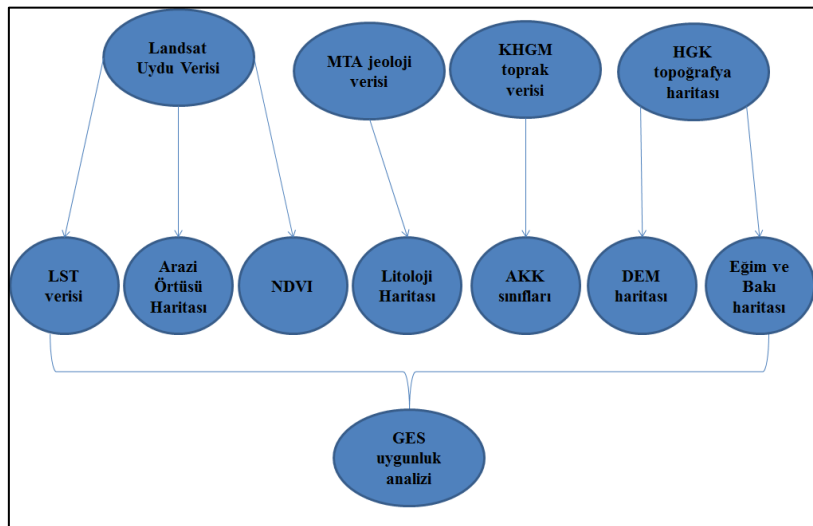 Landsat
Uydu Verisi
MTA jeoloji
verisi
KHGM
toprak
verisi
HGK
topoğrafya
haritası
LST
verisi
Arazi
Örtüsü
Haritası
NDVI
Litoloji
Haritası
AKK
sınıfları
DEM
haritası
Eğim ve
Bakı
haritası
GES
uygunluk
analizi